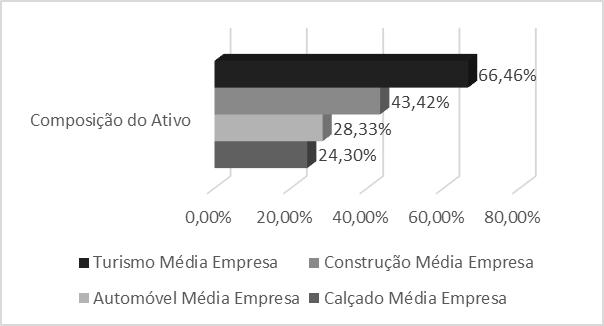 66,46%
43,42%
Composição do Ativo
28,33%
24,30%
0,00% 20,00% 40,00% 60,00% 80,00%
Turismo Média Empresa Construção Média Empresa
Automóvel Média Empresa Calçado Média Empresa